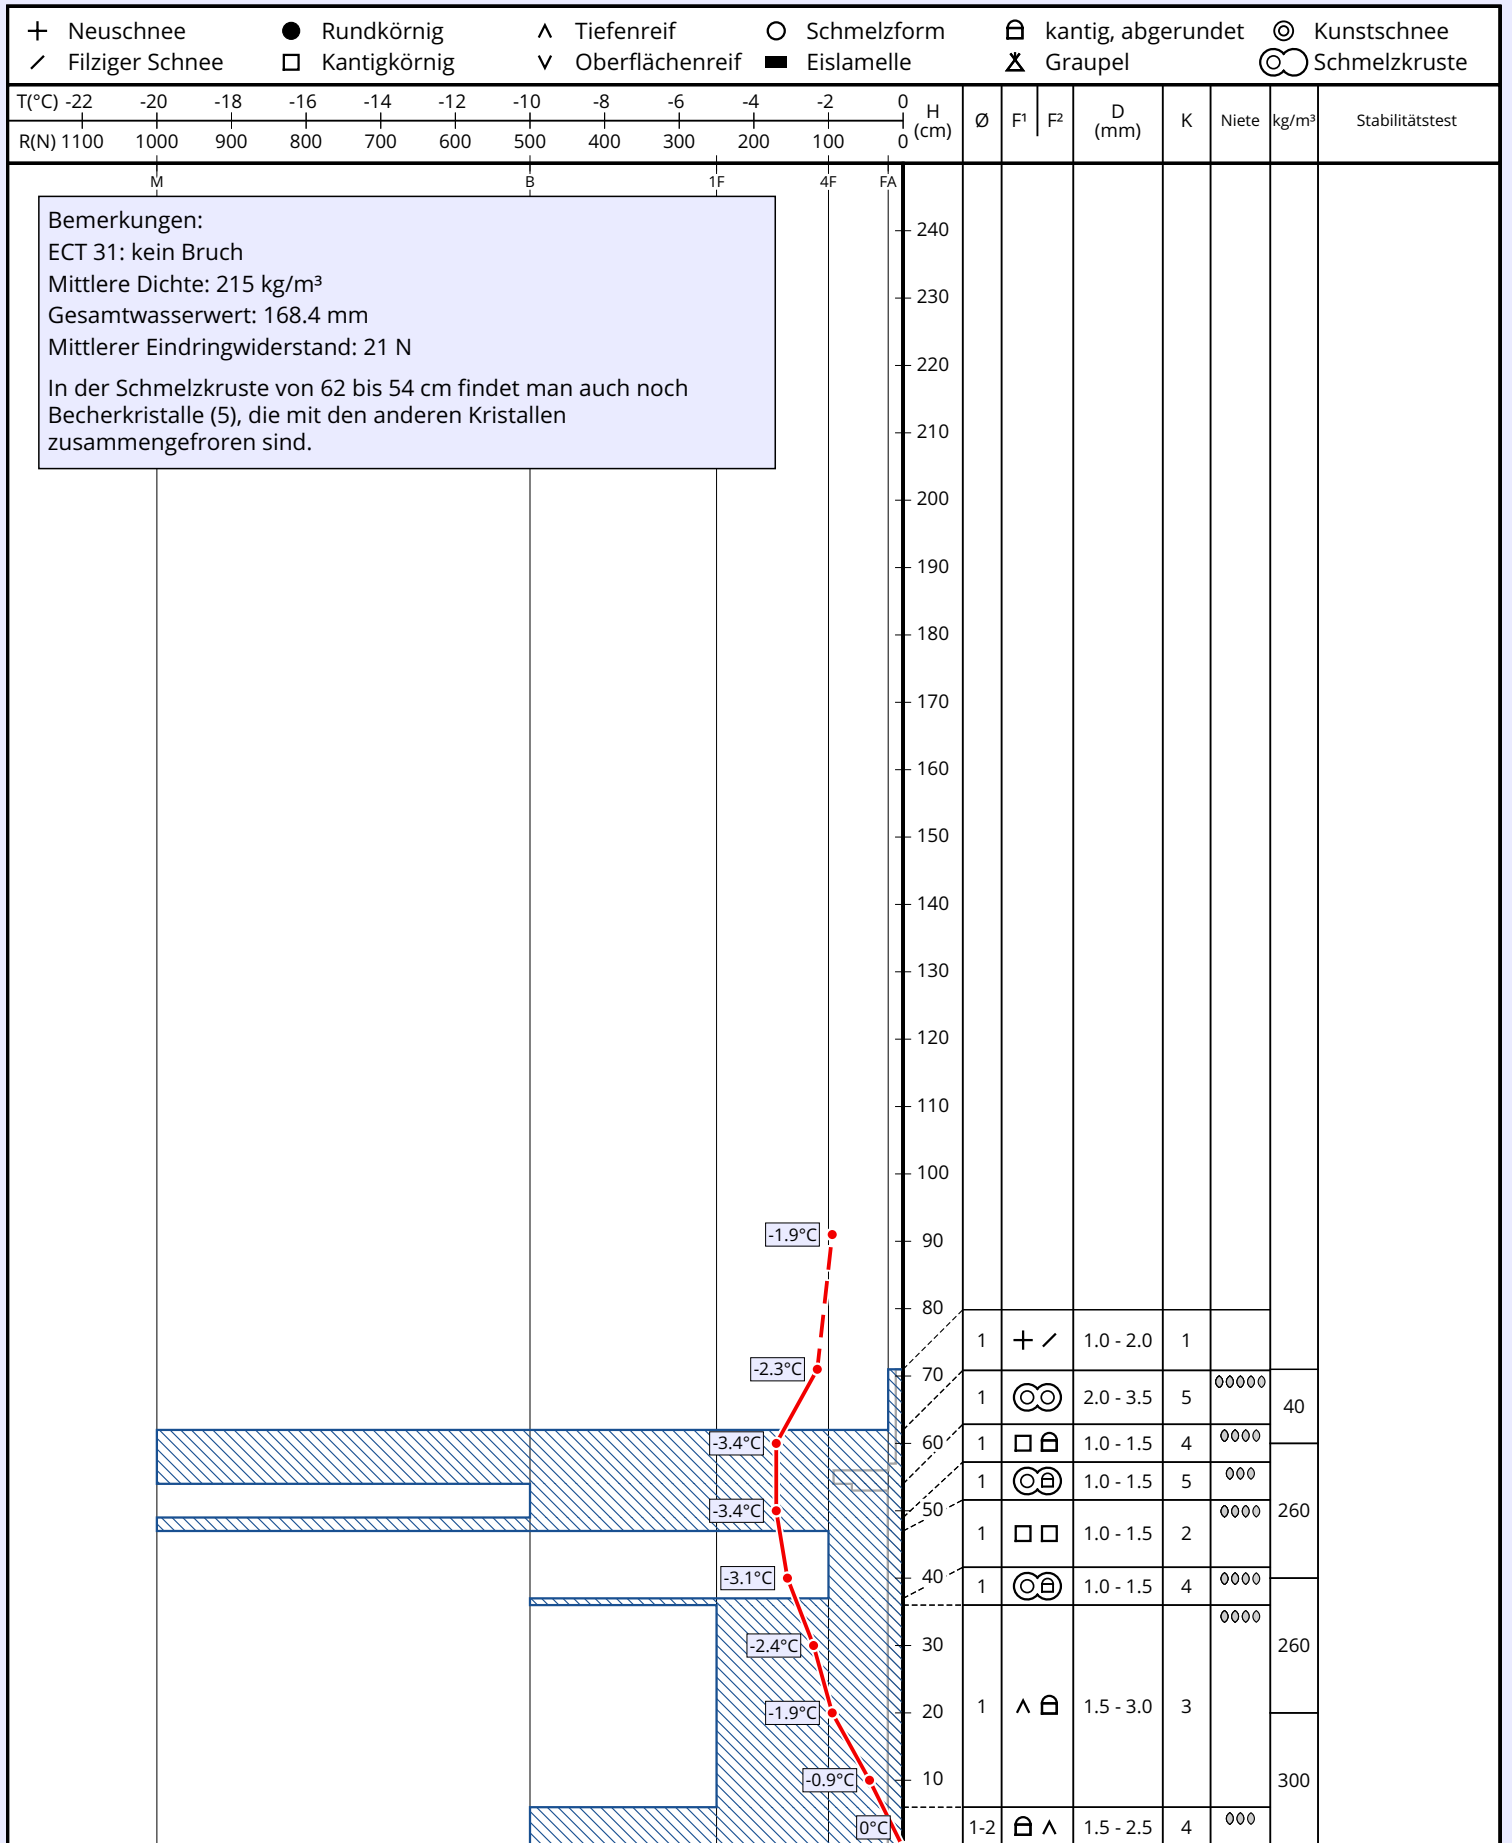 Neuschnee Rundkörnig Tiefenreif Schmelzform kantig, abgerundet Kunstschnee
Filziger Schnee Kantigkörnig Oberflächenreif Eislamelle Graupel Schmelzkruste
T(°C) -22 -20 -18 -16 -14 -12 -10 -8 -6 -4 -2 0
R(N) 1100 1000 900 800 700 600 500 400 300 200 100 0
H (cm) Ø F¹ F² D (mm) K Niete kg/m³ Stabilitätstest
M B 1F 4F FA
Bemerkungen:
ECT 31: kein Bruch
Mittlere Dichte: 215 kg/m³
Gesamtwasserwert: 168.4 mm
Mittlerer Eindringwiderstand: 21 N
In der Schmelzkruste von 62 bis 54 cm findet man auch noch
Becherkristalle (5), die mit den anderen Kristallen
zusammengefroren sind.
240
230
220
210
200
190
180
170
160
150
140
130
120
110
100
-1.9°C 90
80
1 1.0 - 2.0 1
-2.3°C 70
1 2.0 - 3.5 5 40
-3.4°C 60 1 1.0 - 1.5 4
1 1.0 - 1.5 5
-3.4°C 50 260
1 1.0 - 1.5 2
-3.1°C 40 1 1.0 - 1.5 4
-2.4°C 30 260
-1.9°C 20 1 1.5 - 3.0 3
-0.9°C 10 300
0°C 1-2 1.5 - 2.5 4